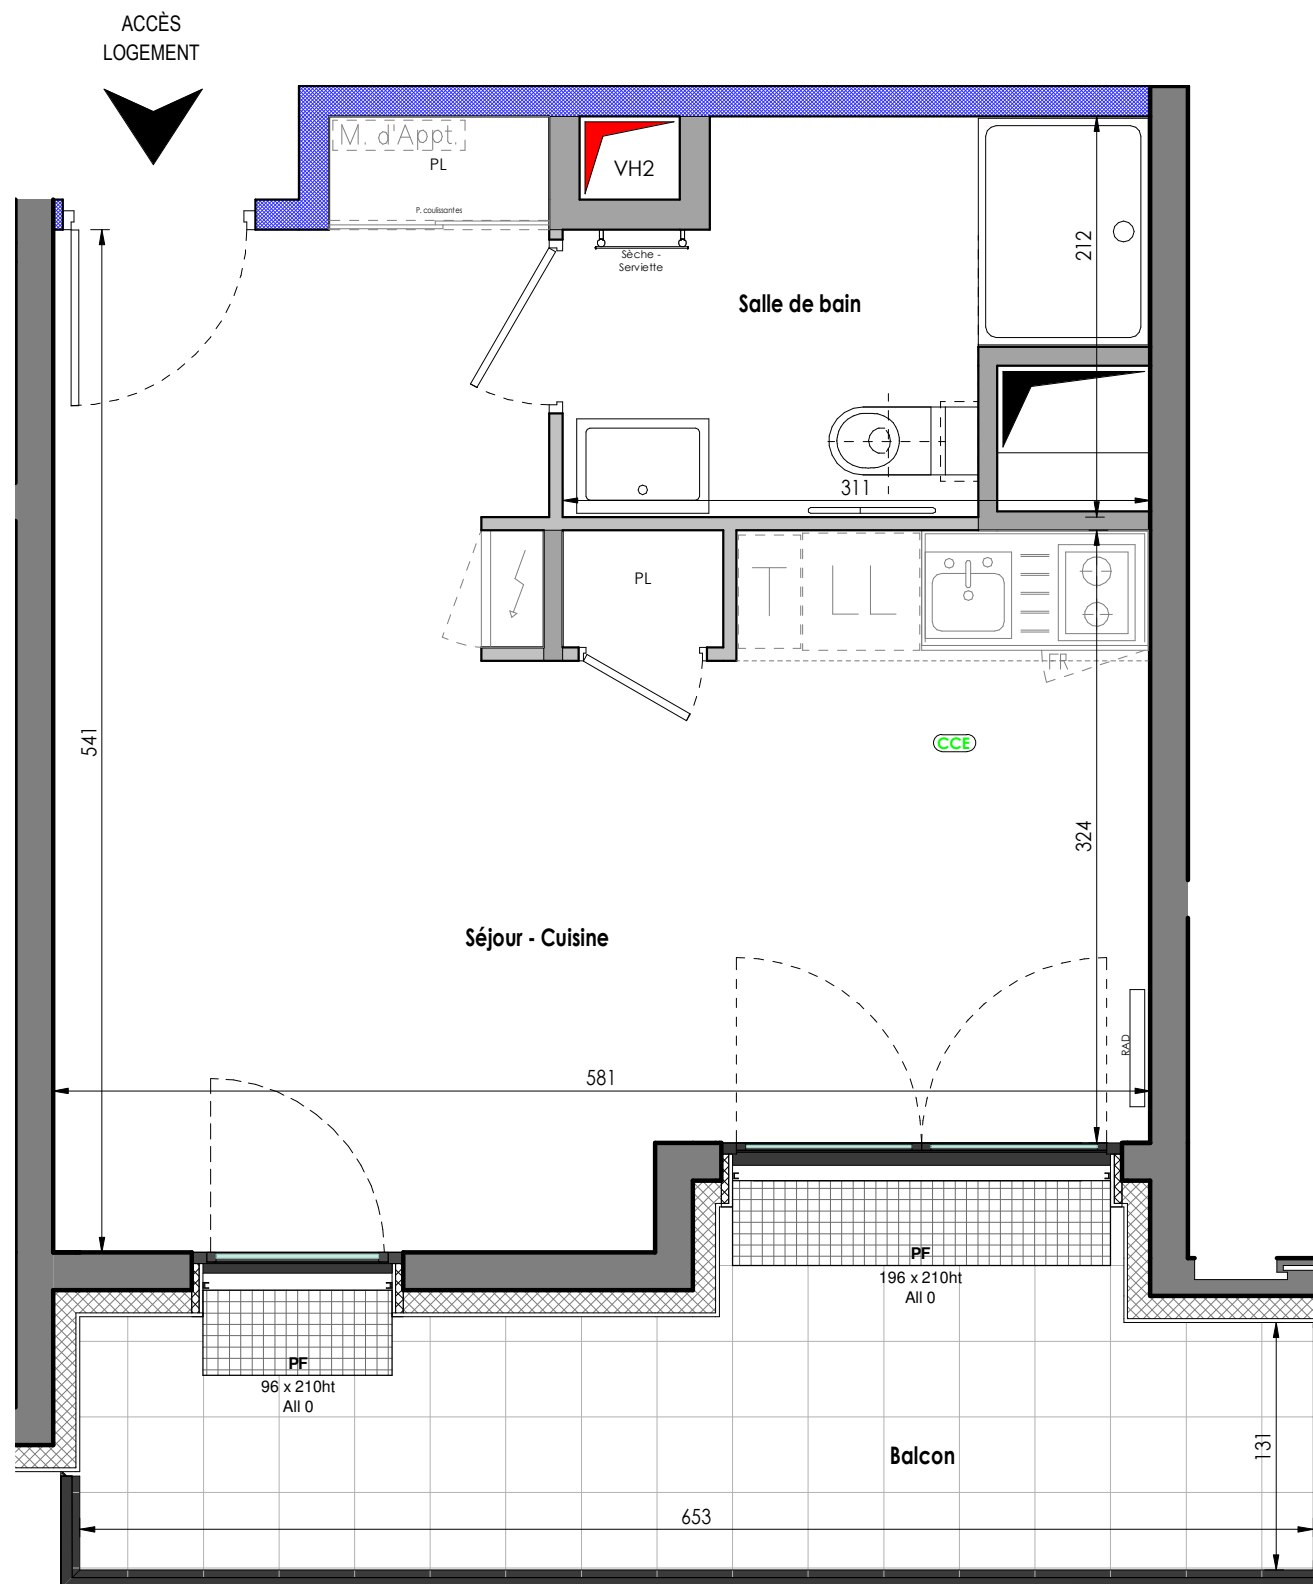 ACCÈS
LOGEMENT
M. d'Appt.
PL
P. coulissantes
VH2
Sèche -
Serviette
Salle de bain
212
311
PL
T
LL
FR
CCE
541
324
Séjour - Cuisine
RAD
581
PF
196 x 210ht
All 0
PF
96 x 210ht
All 0
Balcon
131
653